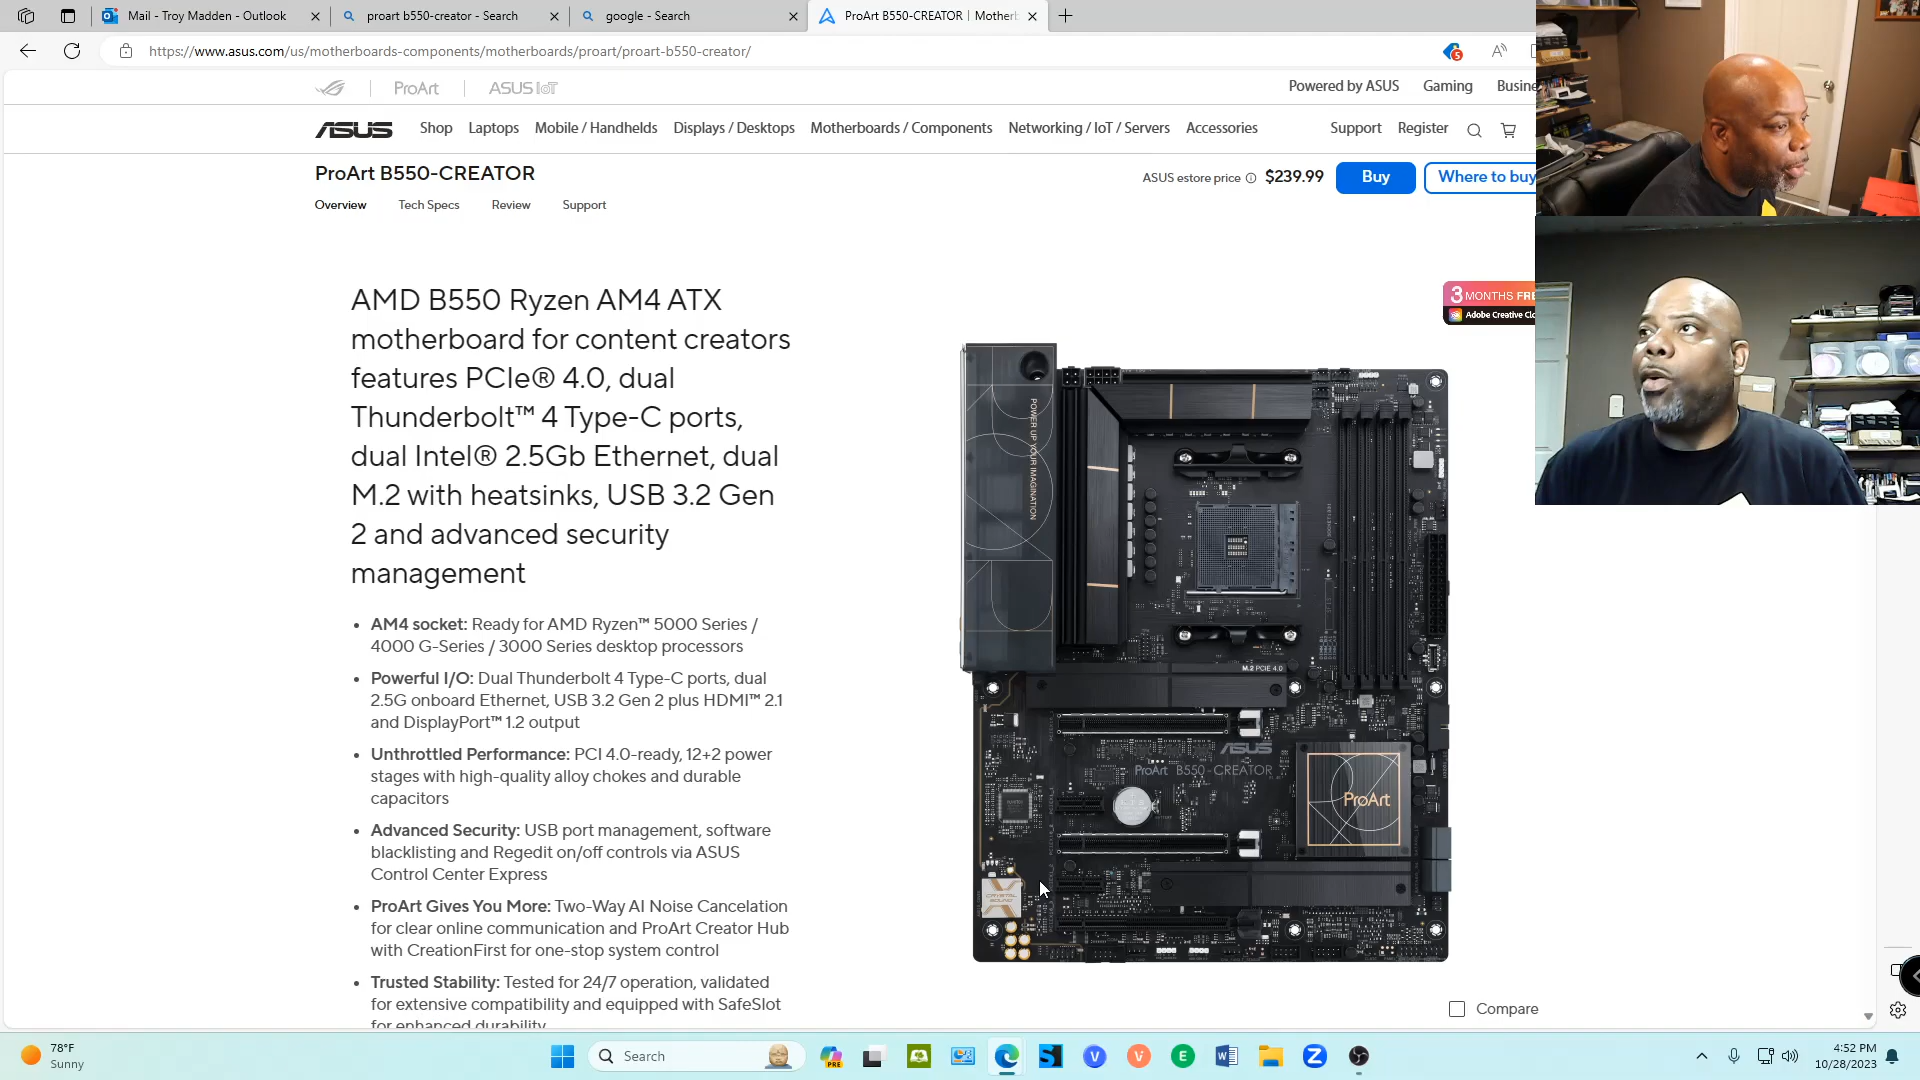 Mail - Troy Madden - Outlook
proart b550-creator - Search
google - Search
ProArt B550-CREATOR | Motherb
https://www.asus.com/us/motherboards-components/motherboards/proart/proart-b550-creator/
5
ProArt
ASUS IoT
Powered by ASUS
Gaming
Busine
ASUS
Shop
Laptops
Mobile / Handhelds
Displays / Desktops
Motherboards / Components
Networking / IoT / Servers
Accessories
Support
Register
ProArt B550-CREATOR
ASUS estore price
$239.99
Buy
Where to buy
Overview
Tech Specs
Review
Support
AMD B550 Ryzen AM4 ATX
motherboard for content creators
features PCIe® 4.0, dual
Thunderbolt™ 4 Type-C ports,
dual Intel® 2.5Gb Ethernet, dual
M.2 with heatsinks, USB 3.2 Gen
2 and advanced security
management
3 MONTHS FRE
Adobe Creative Clo
POWER UP YOUR IMAGINATION
M.2 PCIE 4.0
ASUS
ProArt B550-CREATOR
ProArt
• AM4 socket: Ready for AMD Ryzen™ 5000 Series /
4000 G-Series / 3000 Series desktop processors
• Powerful I/O: Dual Thunderbolt 4 Type-C ports, dual
2.5G onboard Ethernet, USB 3.2 Gen 2 plus HDMI™ 2.1
and DisplayPort™ 1.2 output
• Unthrottled Performance: PCI 4.0-ready, 12+2 power
stages with high-quality alloy chokes and durable
capacitors
• Advanced Security: USB port management, software
blacklisting and Regedit on/off controls via ASUS
Control Center Express
• ProArt Gives You More: Two-Way AI Noise Cancelation
for clear online communication and ProArt Creator Hub
with CreationFirst for one-stop system control
• Trusted Stability: Tested for 24/7 operation, validated
for extensive compatibility and equipped with SafeSlot
for enhanced durability
Compare
78°F
Sunny
Search
PRE
4:52 PM
10/28/2023